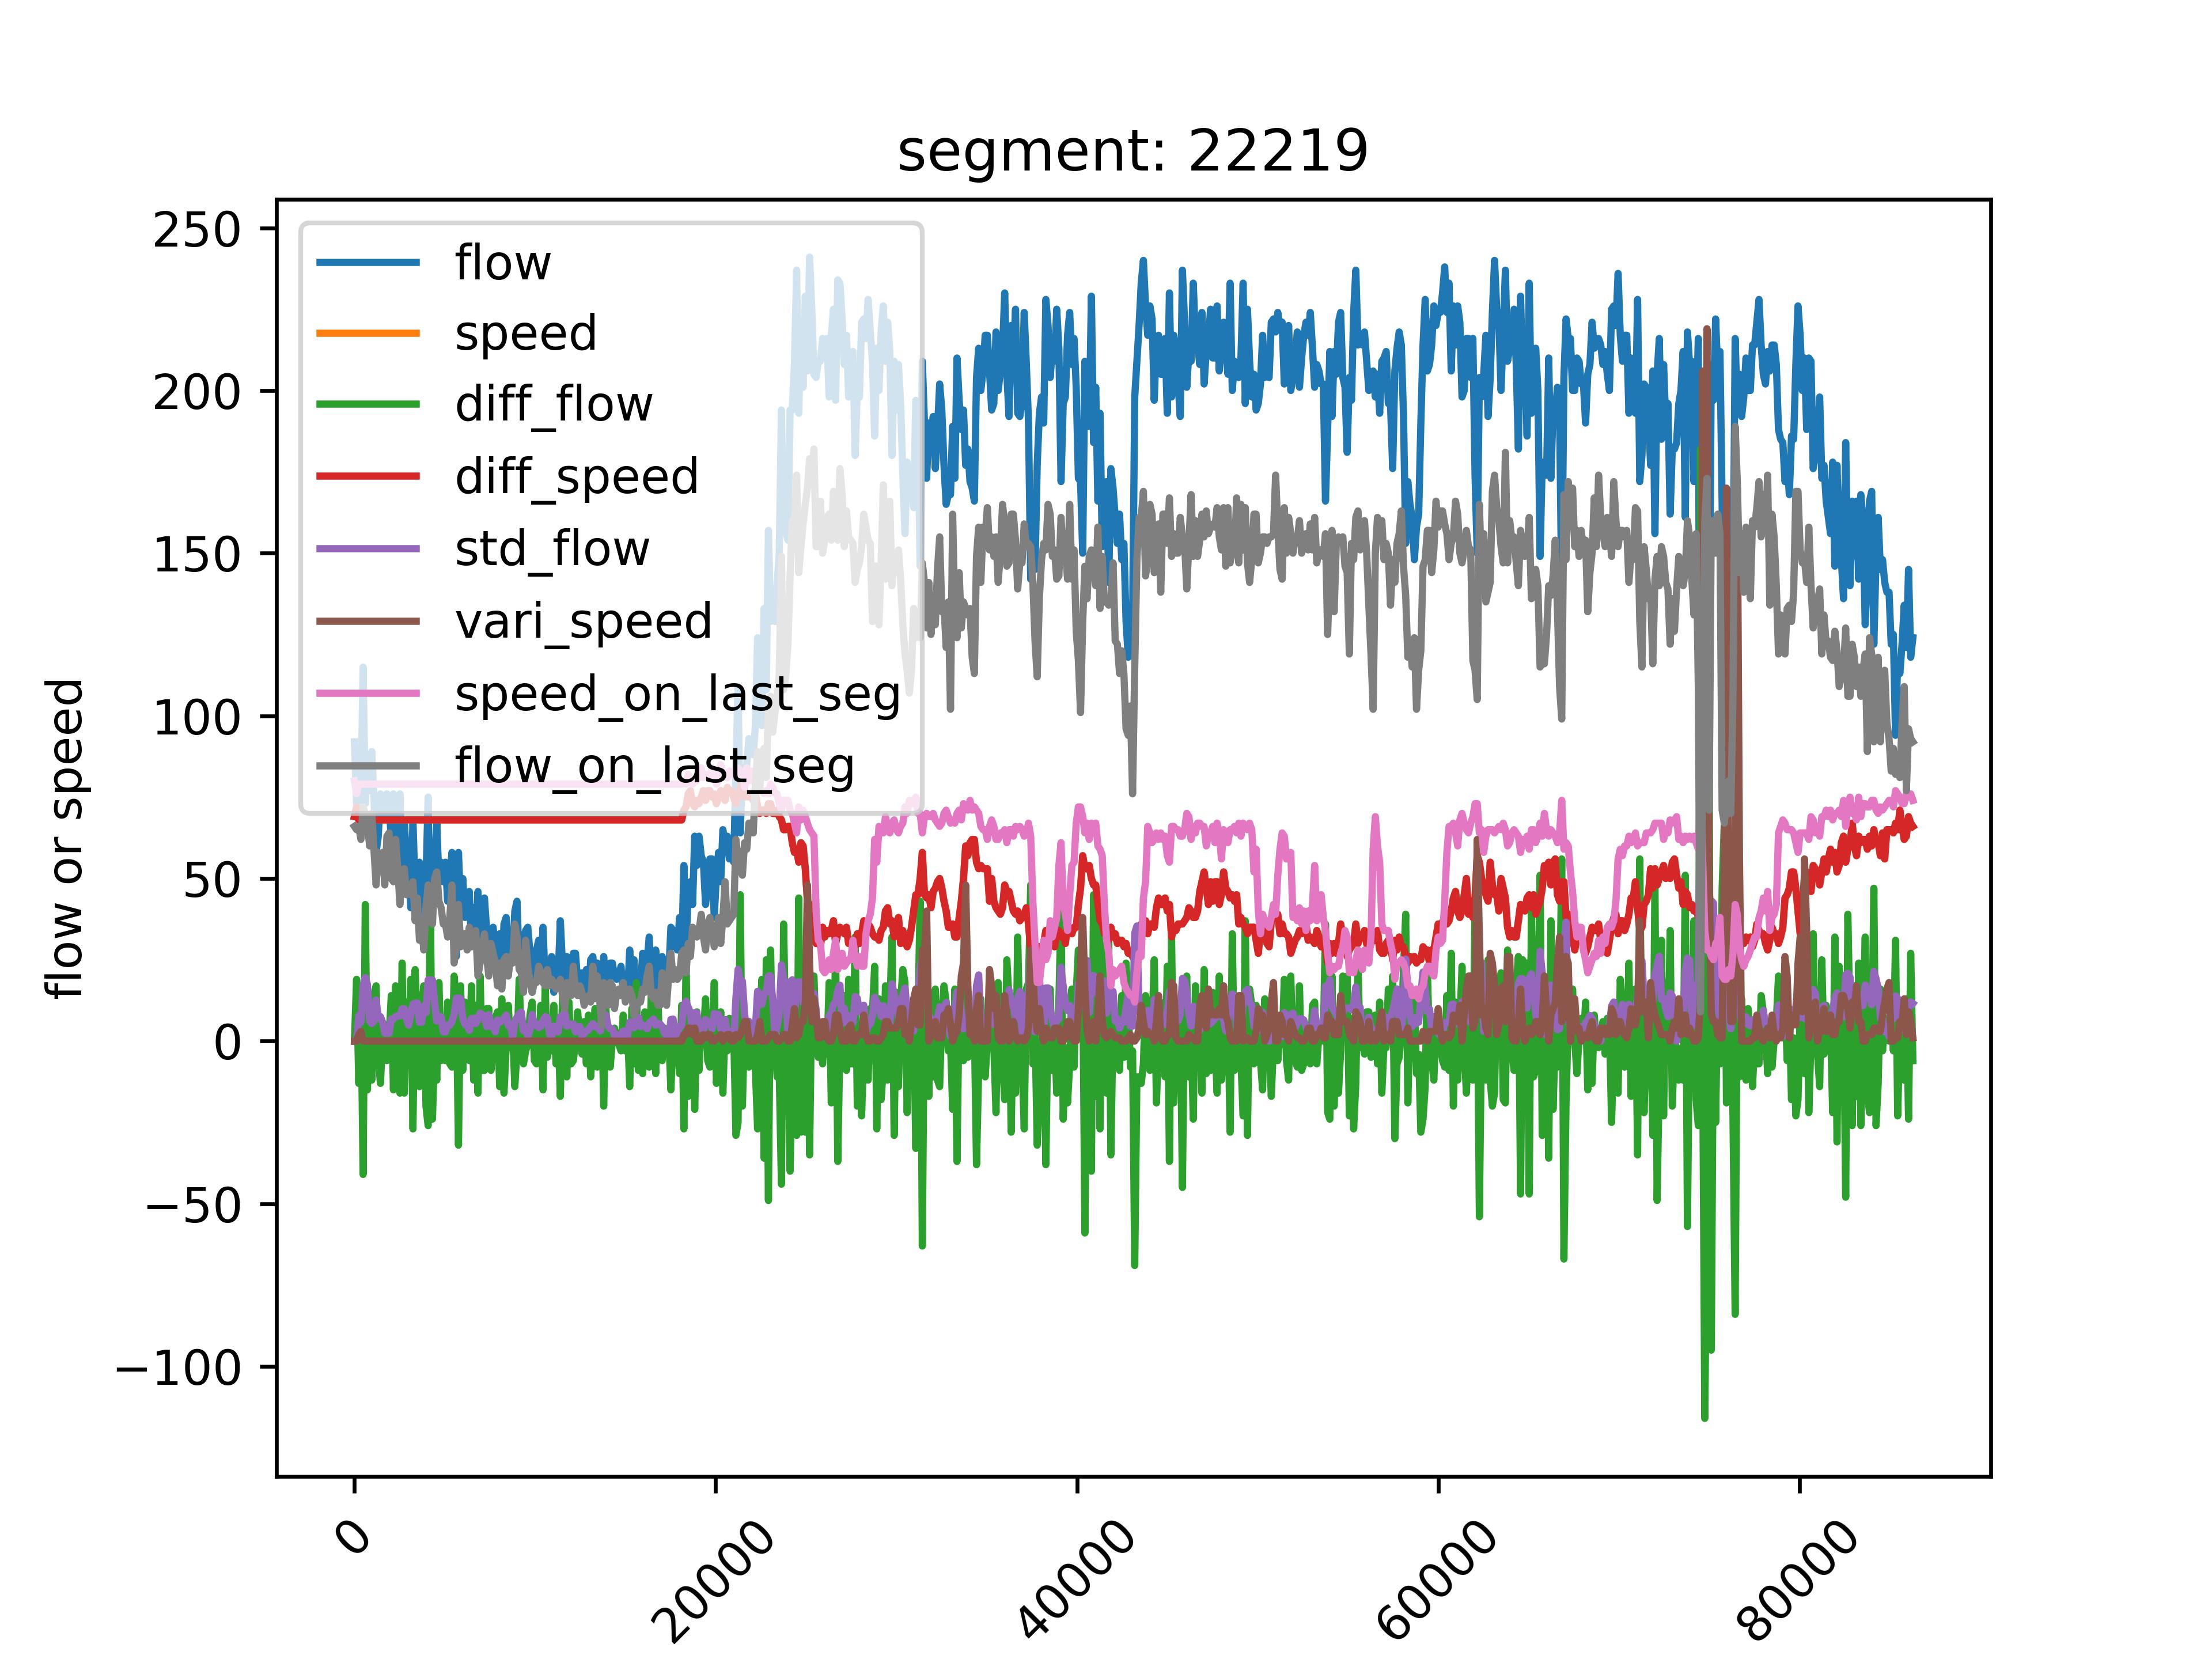 segment: 22219
250
200
150
100
50
0
−50
−100
flow or speed
flow
speed
diff_flow
diff_speed
std_flow
vari_speed
speed_on_last_seg
flow_on_last_seg
0
20000
40000
60000
80000